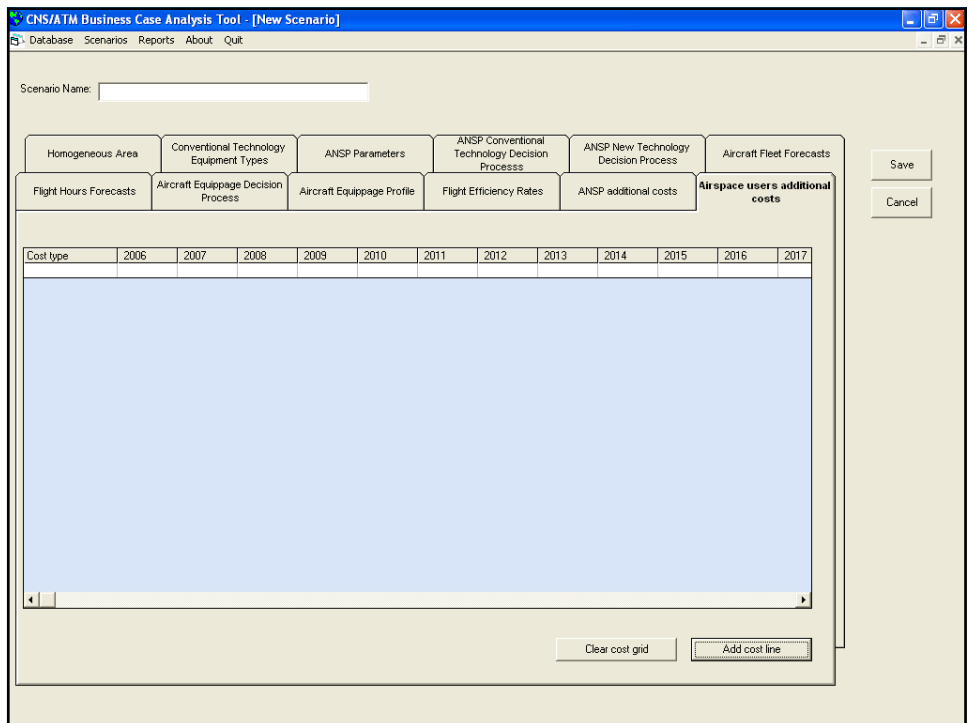 CNS/ATM Business Case Analysis Tool - [New Scenario]
Database Scenarios Reports About Quit
Scenario Name:
Homogeneous Area
Conventional Technology
Equipment Types
ANSP Parameters
ANSP Conventional
Technology Decision
Processs
ANSP New Technology
Decision Process
Aircraft Fleet Forecasts
Save
Flight Hours Forecasts
Aircraft Equippage Decision
Process
Aircraft Equippage Profile
Flight Efficiency Rates
ANSP additional costs
Airspace users additional
costs
Cancel
Cost type 2006 2007 2008 2009 2010 2011 2012 2013 2014 2015 2016 2017
Clear cost grid Add cost line